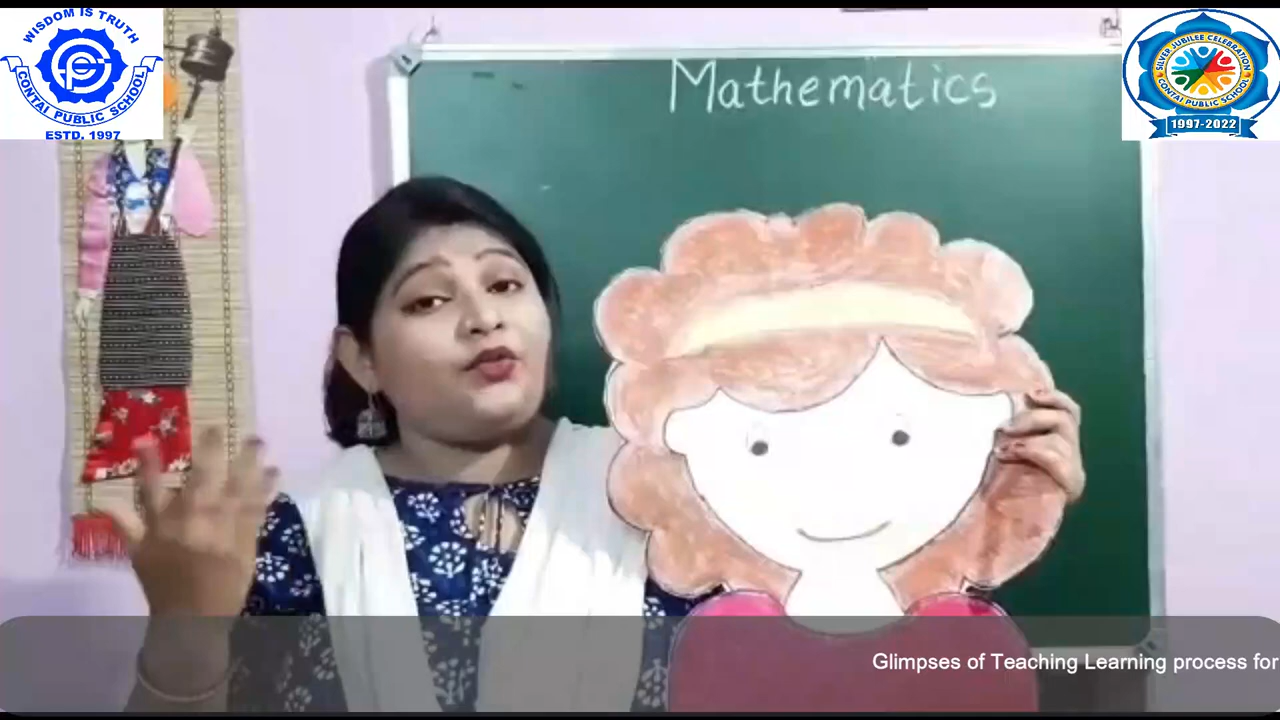 WISDOM IS TRUTH
CONTAI PUBLIC SCHOOL
ESTD. 1997
Mathematics
SILVER JUBILEE CELEBRATION
CONTAI PUBLIC SCHOOL
1997-2022
Glimpses of Teaching Learning process for